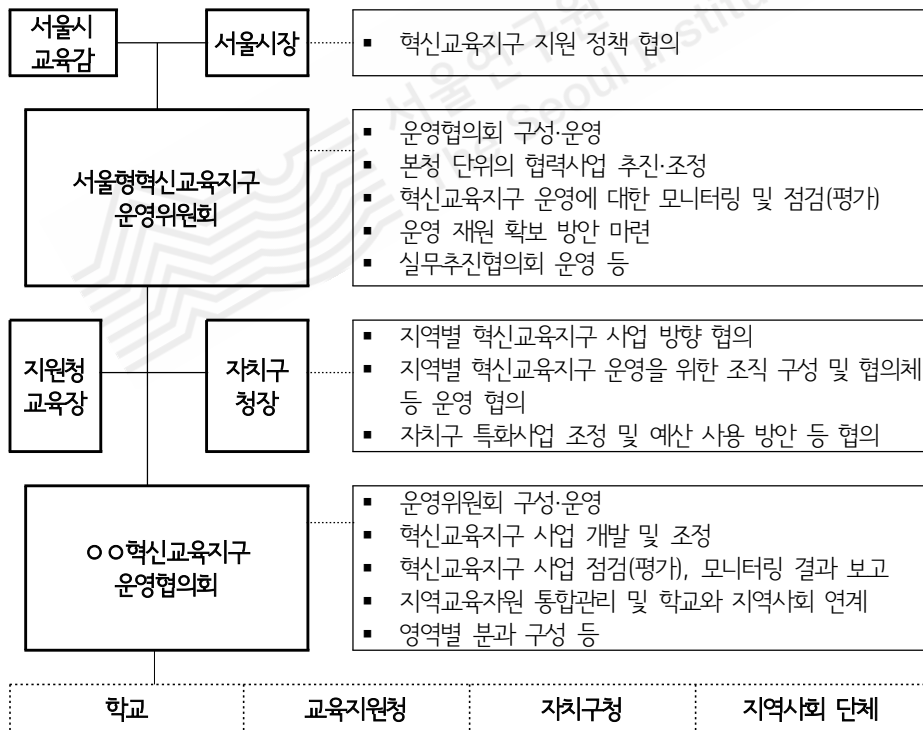 서울시
교육감
서울시장
▪ 혁신교육지구 지원 정책 협의
서울연구원
The Seoul Institute
서울형혁신교육지구
운영위원회
▪ 운영협의회 구성·운영
▪ 본청 단위의 협력사업 추진·조정
▪ 혁신교육지구 운영에 대한 모니터링 및 점검(평가)
▪ 운영 재원 확보 방안 마련
▪ 실무추진협의회 운영 등
지원청
교육장
자치구
청장
▪ 지역별 혁신교육지구 사업 방향 협의
▪ 지역별 혁신교육지구 운영을 위한 조직 구성 및 협의체
등 운영 협의
▪ 자치구 특화사업 조정 및 예산 사용 방안 등 협의
ㅇㅇ혁신교육지구
운영협의회
▪ 운영위원회 구성·운영
▪ 혁신교육지구 사업 개발 및 조정
▪ 혁신교육지구 사업 점검(평가), 모니터링 결과 보고
▪ 지역교육자원 통합관리 및 학교와 지역사회 연계
▪ 영역별 분과 구성 등
학교
교육지원청
자치구청
지역사회 단체